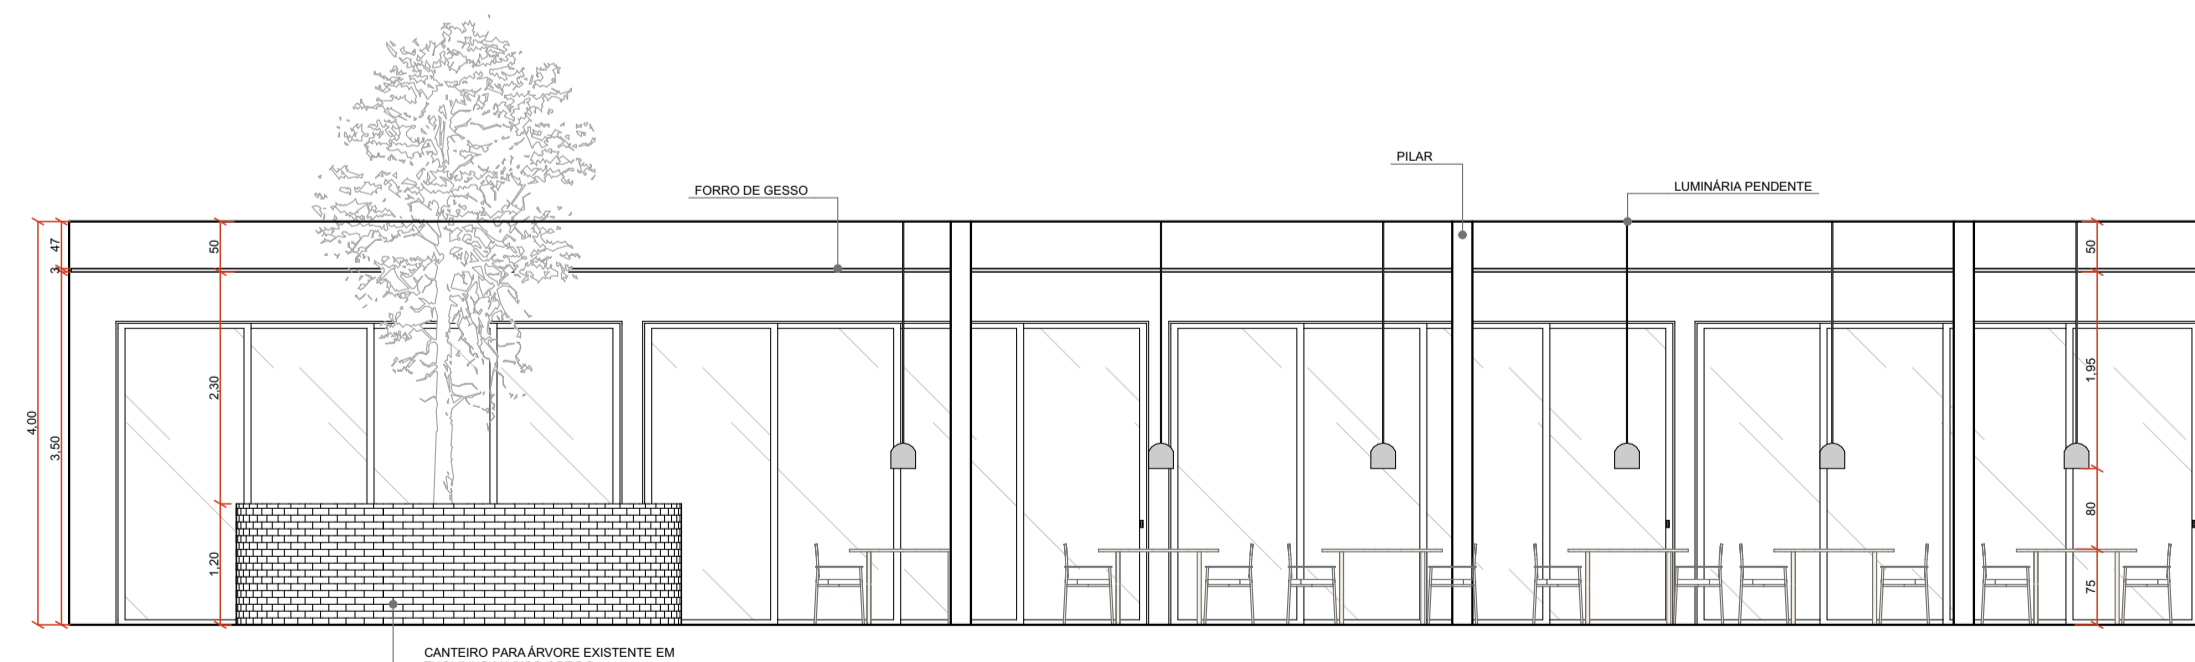 PILAR
FORRO DE GESSO
LUMINÁRIA PENDENTE
47
3
50
50
4,00
3,50
2,30
1,20
1,95
80
75
CANTEIRO PARA ÁRVORE EXISTENTE EM